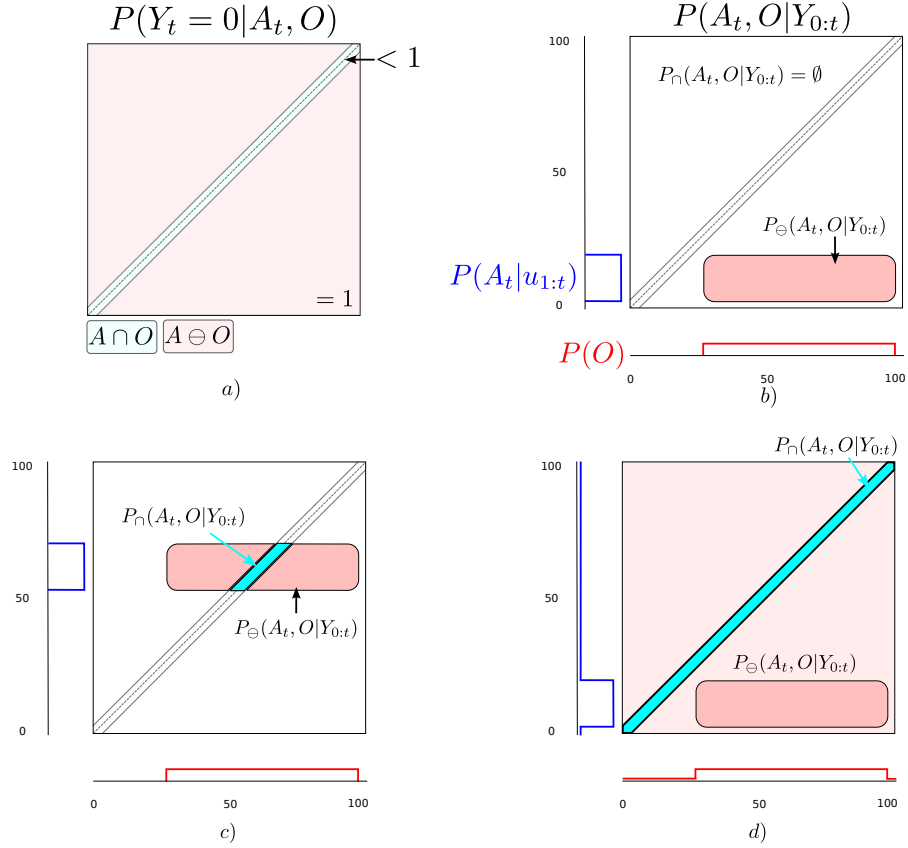 P(Y_t = 0|A_t, O)
< 1
= 1
A ∩ O
A ⊖ O
a)
P(A_t, O|Y_{0:t})
100
P_∩(A_t, O|Y_{0:t}) = ∅
50
P_⊖(A_t, O|Y_{0:t})
P(A_t|u_{1:t})
0
P(O)
0 50 100
b)
100
P_∩(A_t, O|Y_{0:t})
50
P_⊖(A_t, O|Y_{0:t})
0
0 50 100
c)
P_∩(A_t, O|Y_{0:t})
100
50
P_⊖(A_t, O|Y_{0:t})
0
0 50 100
d)